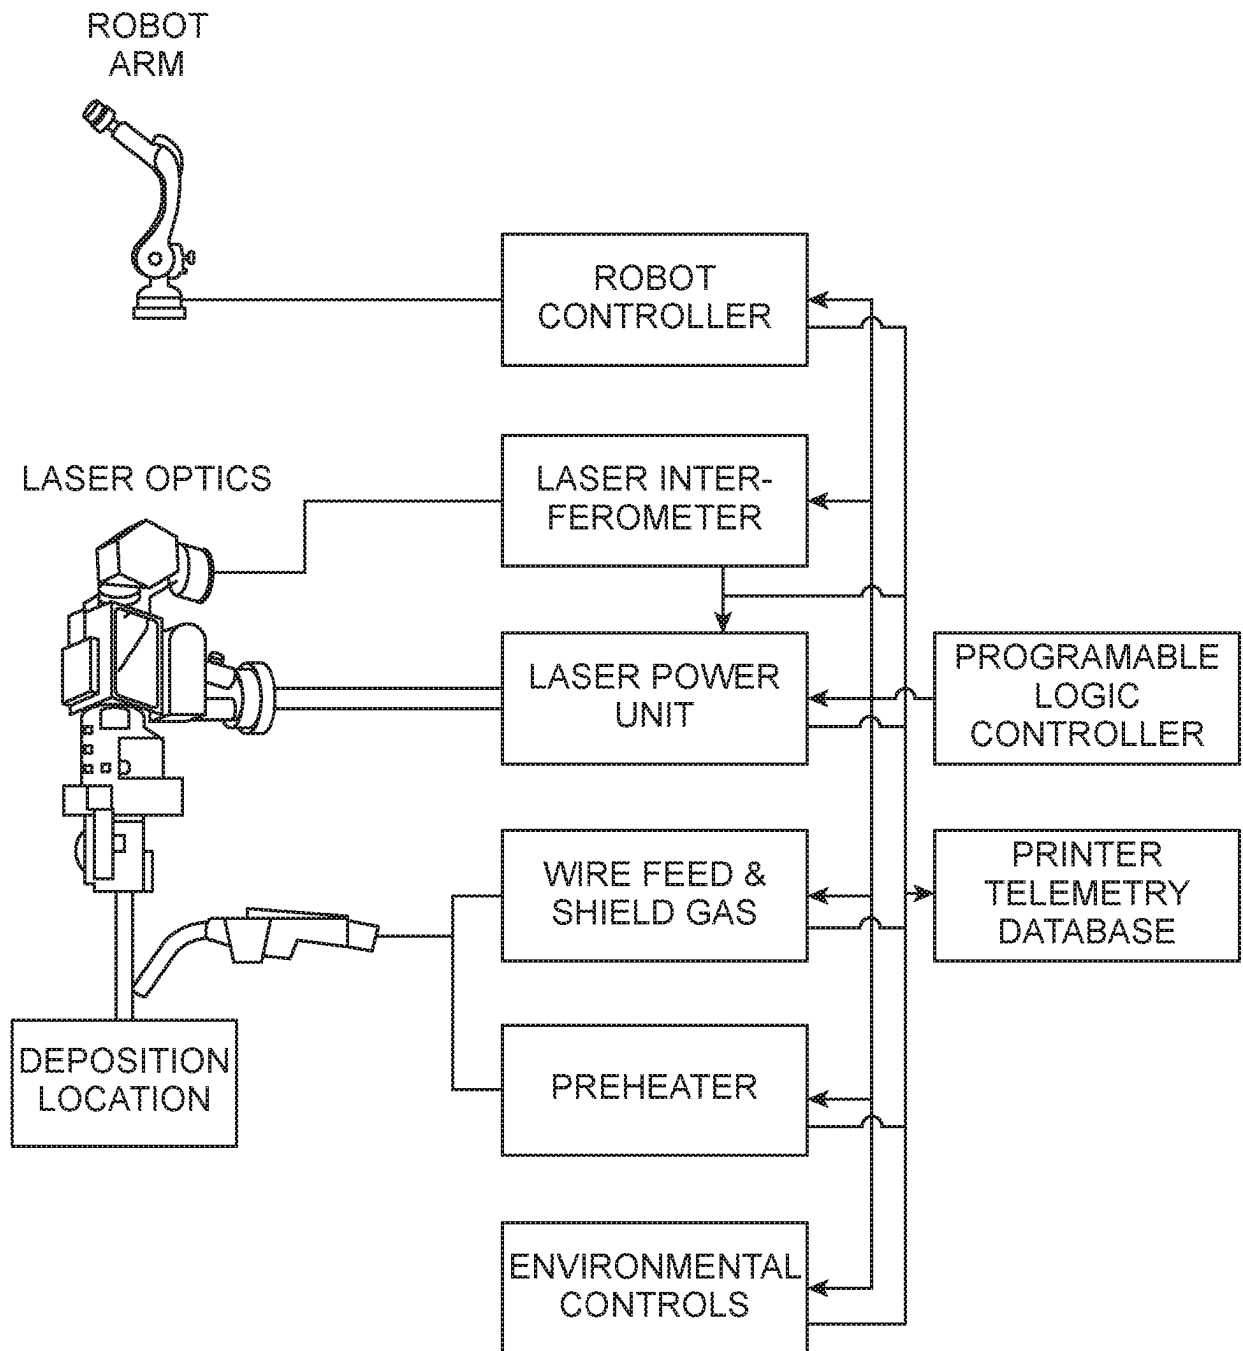 ROBOT
ARM
ROBOT
CONTROLLER
LASER OPTICS
LASER INTER-
FEROMETER
LASER POWER
UNIT
PROGRAMABLE
LOGIC
CONTROLLER
WIRE FEED &
SHIELD GAS
PRINTER
TELEMETRY
DATABASE
DEPOSITION
LOCATION
PREHEATER
ENVIRONMENTAL
CONTROLS